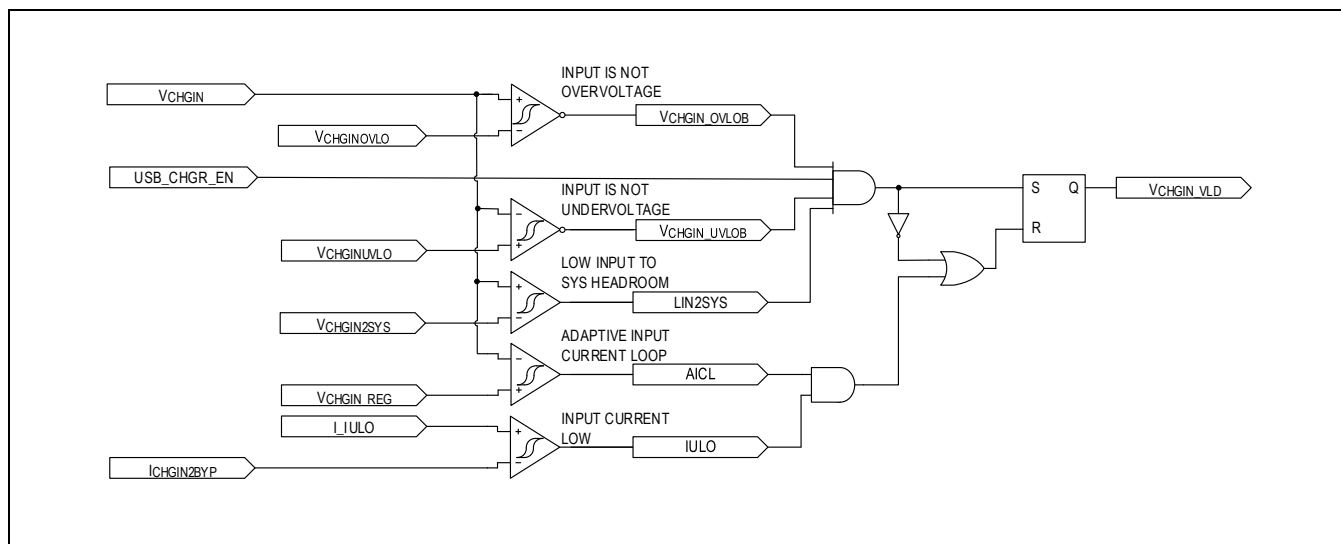 INPUT IS NOT
OVERVOLTAGE
VCHGIN
VCHGIN_OVLOB
VCHGINOVLO
USB_CHGR_EN
INPUT IS NOT
UNDERVOLTAGE
S Q
VCHGIN_VLD
VCHGIN_UVLOB
R
VCHGINUVLO
LOW INPUT TO
SYS HEADROOM
LIN2SYS
VCHGIN2SYS
ADAPTIVE INPUT
CURRENT LOOP
AICL
VCHGIN_REG
I_IULO
INPUT CURRENT
LOW
IULO
ICHGIN2BYP